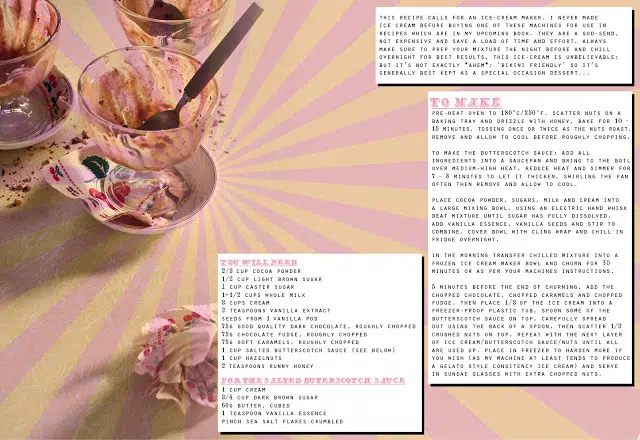 THIS RECIPE CALLS FOR AN ICE-CREAM MAKER. I NEVER MADE
ICE CREAM BEFORE BUYING ONE OF THESE MACHINES FOR USE IN
RECIPES WHICH ARE IN MY UPCOMING BOOK. THEY ARE A GOD-SEND,
NOT EXPENSIVE AND SAVE A LOAD OF TIME AND EFFORT. ALWAYS
MAKE SURE TO PREP YOUR MIXTURE THE NIGHT BEFORE AND CHILL
OVERNIGHT FOR BEST RESULTS. THIS ICE-CREAM IS UNBELIEVABLE:
BUT IT'S NOT EXACTLY *AHEM*; 'BIKINI FRIENDLY' SO IT'S
GENERALLY BEST KEPT AS A SPECIAL OCCASION DESSERT...
TO MAKE
PRE-HEAT OVEN TO 180°C/350°F. SCATTER NUTS ON A
BAKING TRAY AND DRIZZLE WITH HONEY. BAKE FOR 10 -
15 MINUTES, TOSSING ONCE OR TWICE AS THE NUTS ROAST.
REMOVE AND ALLOW TO COOL BEFORE ROUGHLY CHOPPING.
TO MAKE THE BUTTERSCOTCH SAUCE: ADD ALL
INGREDIENTS INTO A SAUCEPAN AND BRING TO THE BOIL
OVER MEDIUM-HIGH HEAT. REDUCE HEAT AND SIMMER FOR
7 - 8 MINUTES TO LET IT THICKEN, SWIRLING THE PAN
OFTEN THEN REMOVE AND ALLOW TO COOL.
PLACE COCOA POWDER, SUGARS, MILK AND CREAM INTO
A LARGE MIXING BOWL. USING AN ELECTRIC HAND WHISK
BEAT MIXTURE UNTIL SUGAR HAS FULLY DISSOLVED.
ADD VANILLA ESSENCE, VANILLA SEEDS AND STIR TO
COMBINE. COVER BOWL WITH CLING WRAP AND CHILL IN
FRIDGE OVERNIGHT.
IN THE MORNING TRANSFER CHILLED MIXTURE INTO A
FROZEN ICE CREAM MAKER BOWL AND CHURN FOR 30
MINUTES OR AS PER YOUR MACHINES INSTRUCTIONS.
5 MINUTES BEFORE THE END OF CHURNING, ADD THE
CHOPPED CHOCOLATE, CHOPPED CARAMELS AND CHOPPED
FUDGE. THEN PLACE 1/3 OF THE ICE CREAM INTO A
FREEZER-PROOF PLASTIC TUB, SPOON SOME OF THE
BUTTERSCOTCH SAUCE ON TOP, CAREFULLY SPREAD
OUT USING THE BACK OF A SPOON, THEN SCATTER 1/3
CRUSHED NUTS ON TOP. REPEAT WITH THE NEXT LAYER
OF ICE CREAM/BUTTERSCOTCH SAUCE/NUTS UNTIL ALL
ARE USED UP. PLACE IN FREEZER TO HARDEN MORE IF
YOU WISH (AS MY MACHINE AT LEAST TENDS TO PRODUCE
A GELATO STYLE CONSITENCY ICE CREAM) AND SERVE
IN SUNDAE GLASSES WITH EXTRA CHOPPED NUTS.
YOU WILL NEED
2/3 CUP COCOA POWDER
1/2 CUP LIGHT BROWN SUGAR
1 CUP CASTER SUGAR
1-1/2 CUPS WHOLE MILK
3 CUPS CREAM
2 TEASPOONS VANILLA EXTRACT
SEEDS FROM 1 VANILLA POD
75g GOOD QUALITY DARK CHOCOLATE, ROUGHLY CHOPPED
75g CHOCOLATE FUDGE, ROUGHLY CHOPPED
75g SOFT CARAMELS, ROUGHLY CHOPPED
1 CUP SALTED BUTTERSCOTCH SAUCE (SEE BELOW)
1 CUP HAZELNUTS
2 TEASPOONS RUNNY HONEY
FOR THE SALTED BUTTERSCOTCH SAUCE
1 CUP CREAM
3/4 CUP DARK BROWN SUGAR
60g BUTTER, CUBED
1 TEASPOON VANILLA ESSENCE
PINCH SEA SALT FLAKES CRUMBLED